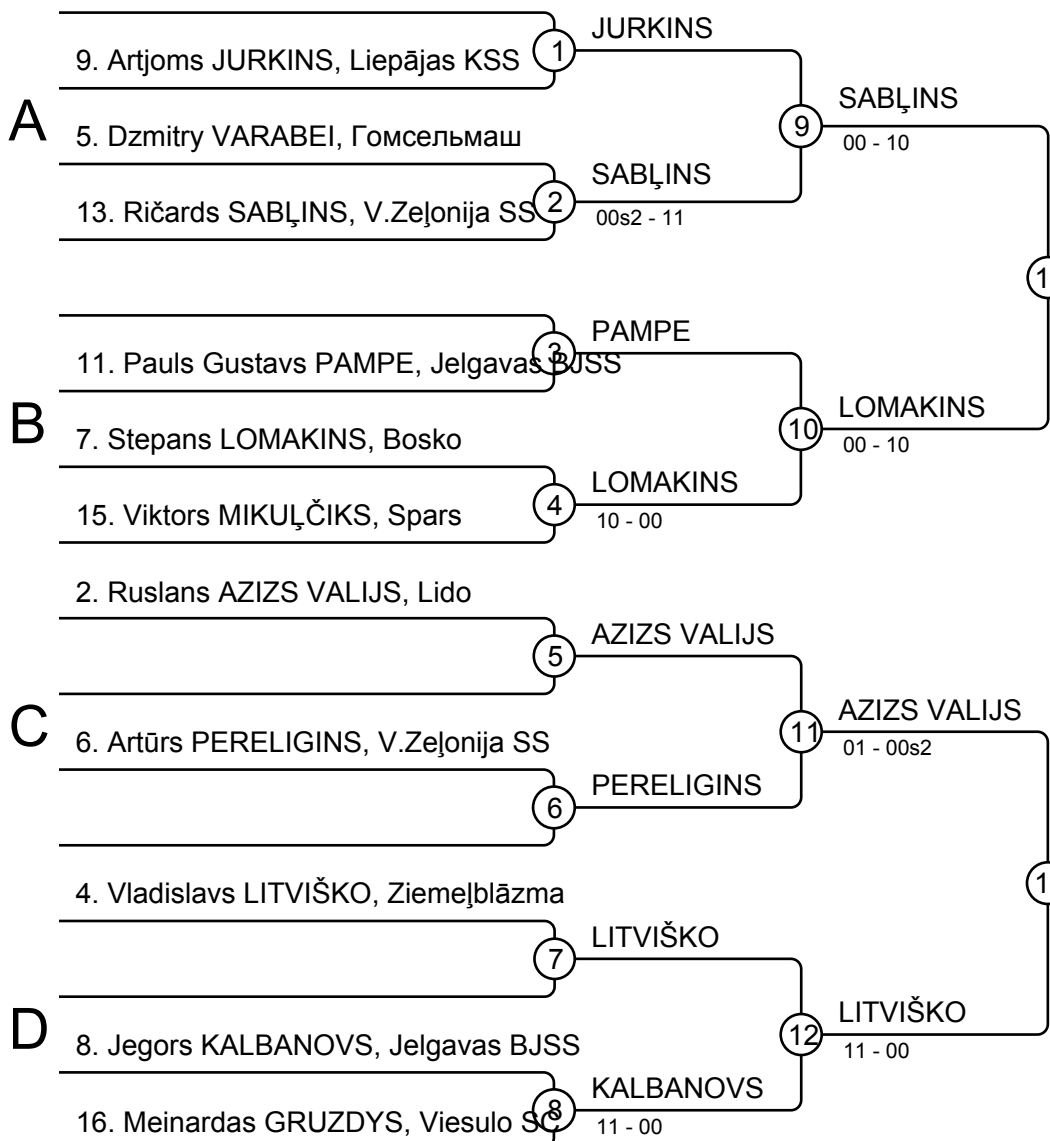 JURKINS
9. Artjoms JURKINS, Liepājas KSS
1
A
SABĻINS
9
00 - 10
5. Dzmitry VARABEI, Гомсельмаш
SABĻINS
2
00s2 - 11
13. Ričards SABĻINS, V.Zeļonija SS
1
PAMPE
3
11. Pauls Gustavs PAMPE, Jelgavas BJSS
B
LOMAKINS
10
00 - 10
7. Stepans LOMAKINS, Bosko
LOMAKINS
4
10 - 00
15. Viktors MIKUĻČIKS, Spars
2. Ruslans AZIZS VALIJS, Lido
AZIZS VALIJS
5
C
AZIZS VALIJS
11
01 - 00s2
6. Artūrs PERELIGINS, V.Zeļonija SS
PERELIGINS
6
4. Vladislavs LITVIŠKO, Ziemeļblāzma
1
LITVIŠKO
7
D
LITVIŠKO
12
11 - 00
8. Jegors KALBANOVS, Jelgavas BJSS
KALBANOVS
8
11 - 00
16. Meinardas GRUZDYS, Viesulo SC